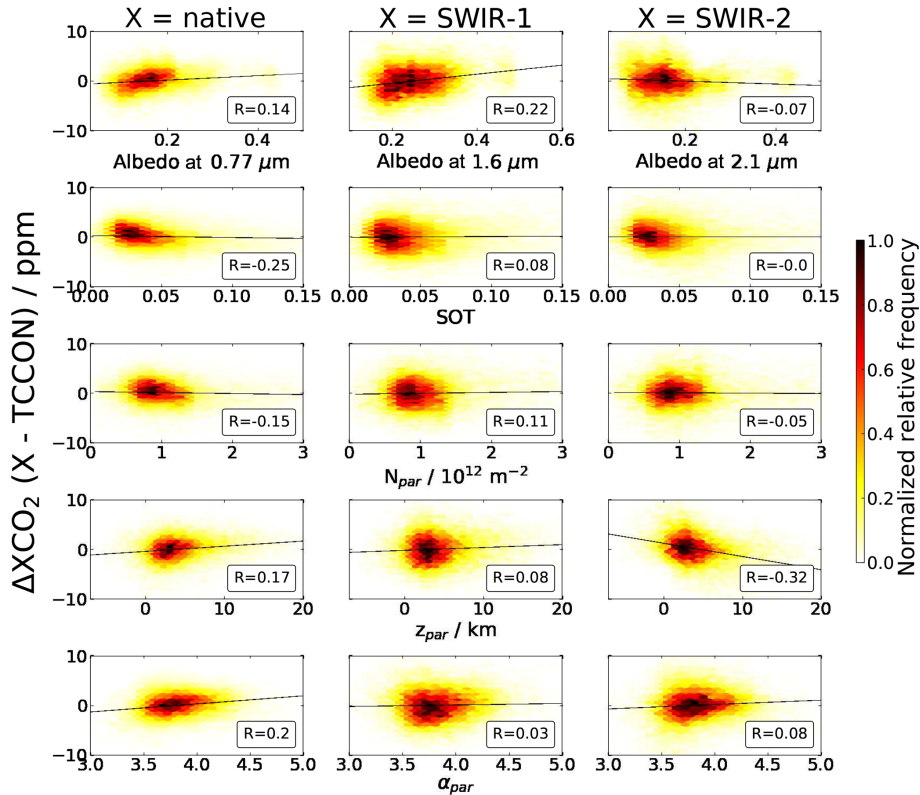 X = native X = SWIR-1 X = SWIR-2
10
0
−10
R=0.14 R=0.22 R=-0.07
0.2 0.4 0.2 0.3 0.4 0.5 0.6 0.2 0.4
Albedo at 0.77 μm Albedo at 1.6 μm Albedo at 2.1 μm
10
0
−10
R=-0.25 R=0.08 R=-0.0
0.00 0.05 0.10 0.15 0.00 0.05 0.10 0.15 0.00 0.05 0.10 0.15
SOT
ΔXCO₂ (X - TCCON) / ppm
10
0
−10
R=-0.15 R=0.11 R=-0.05
0 1 2 3 0 1 2 3 0 1 2 3
N_par / 10¹² m⁻²
10
0
−10
R=0.17 R=0.08 R=-0.32
0 10 20 0 10 20 0 10 20
z_par / km
10
0
−10
R=0.2 R=0.03 R=0.08
3.0 3.5 4.0 4.5 5.0 3.0 3.5 4.0 4.5 5.0 3.0 3.5 4.0 4.5 5.0
α_par
1.0
0.8
0.6
0.4
0.2
0.0
Normalized relative frequency